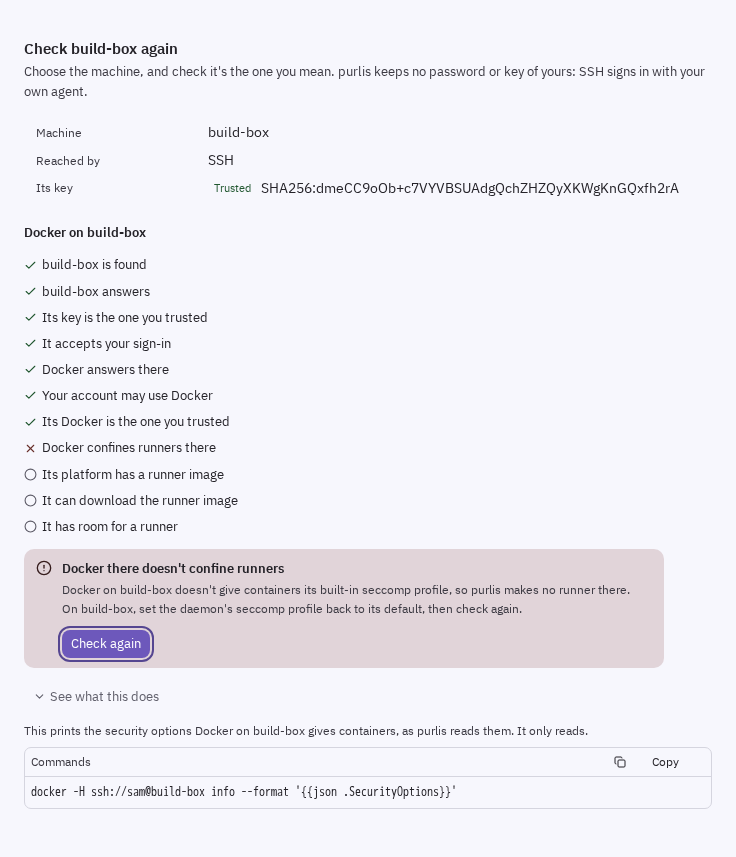 Check build-box again
Choose the machine, and check it's the one you mean. purlis keeps no password or key of yours: SSH signs in with your
own agent.
Machine build-box
Reached by SSH
Its key Trusted SHA256:dmeCC9oOb+c7VYVBSUAdgQchZHZQyXKWgKnGQxfh2rA
Docker on build-box
build-box is found
build-box answers
Its key is the one you trusted
It accepts your sign-in
Docker answers there
Your account may use Docker
Its Docker is the one you trusted
Docker confines runners there
Its platform has a runner image
It can download the runner image
It has room for a runner
Docker there doesn't confine runners
Docker on build-box doesn't give containers its built-in seccomp profile, so purlis makes no runner there.
On build-box, set the daemon's seccomp profile back to its default, then check again.
Check again
See what this does
This prints the security options Docker on build-box gives containers, as purlis reads them. It only reads.
Commands Copy
docker -H ssh://sam@build-box info --format '{{json .SecurityOptions}}'